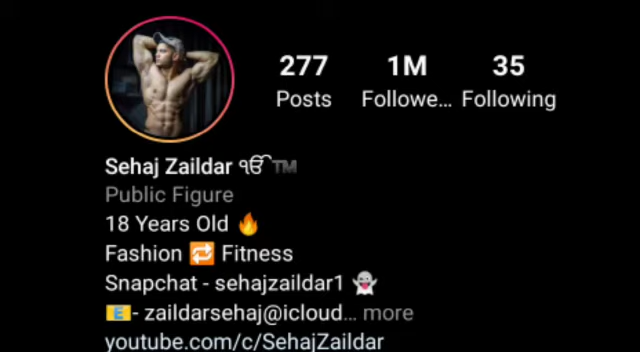 277 1M 35
Posts Followe... Following
Sehaj Zaildar ੴ ™
Public Figure
18 Years Old 🔥
Fashion 🔁 Fitness
Snapchat - sehajzaildar1 👻
📧- zaildarsehaj@icloud... more
youtube.com/c/SehajZaildar